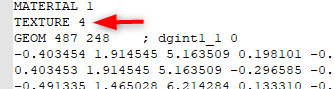 MATERIAL 1
TEXTURE 4
GEOM 487 248 ; dgint1_1 0
-0.403454 1.914545 5.163509 0.198101 -0.
0.403453 1.914545 5.163509 -0.296585 -0.
-0.491335 1.465028 6.214284 0.133310 -0.